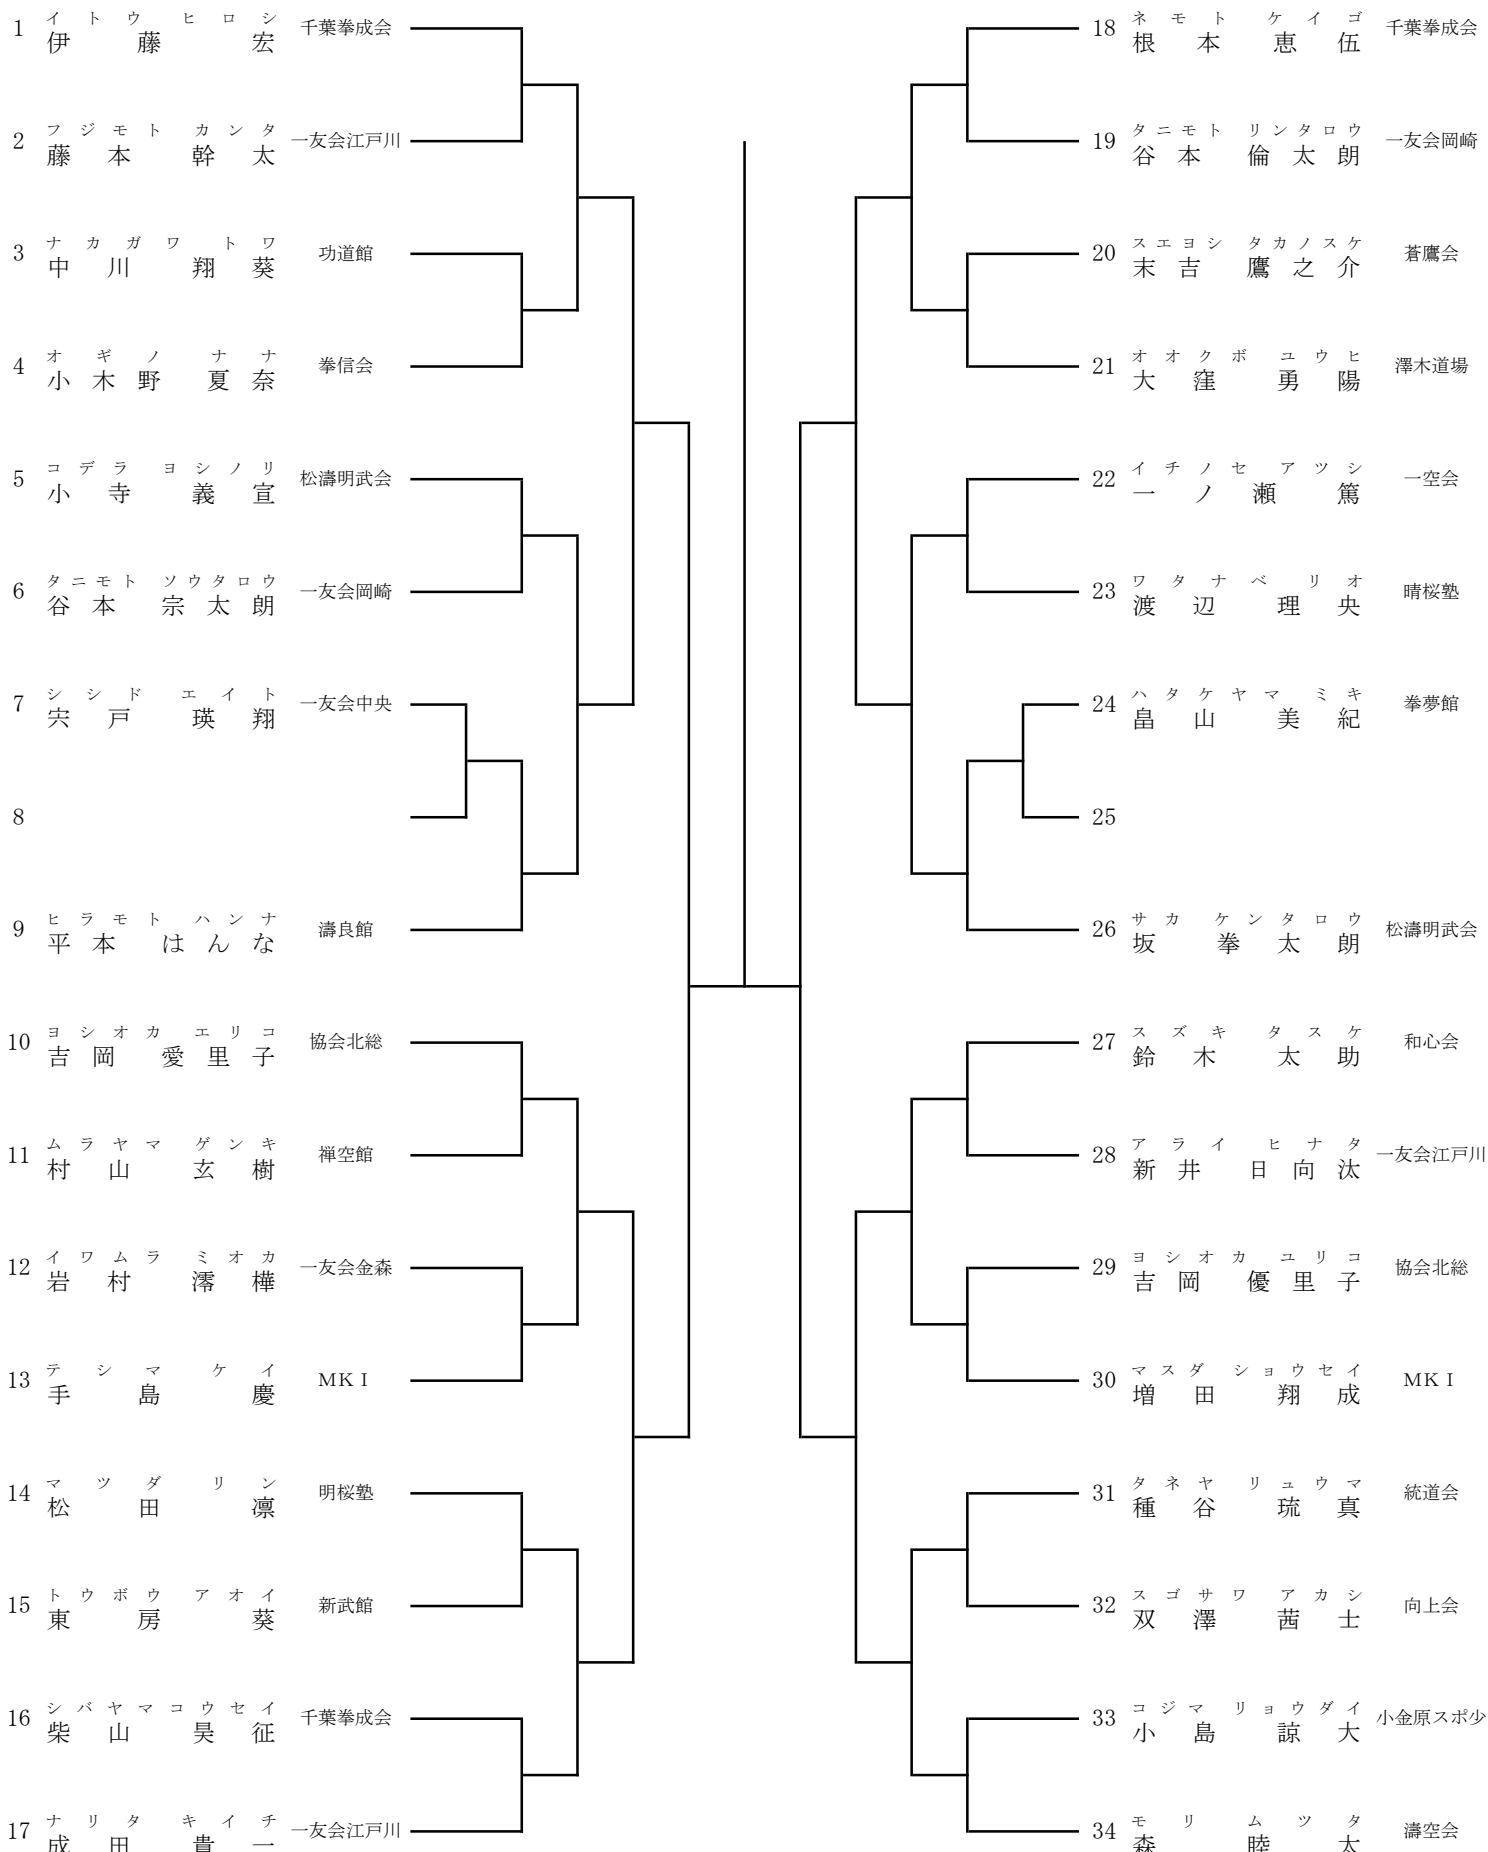 イトウ ヒロシ
1 伊藤 宏 千葉拳成会
フジモト カンタ
2 藤本 幹太 一友会江戸川
ナカガワ トワ
3 中川 翔葵 功道館
オギノ ナナ
4 小木野 夏奈 拳信会
コデラ ヨシノリ
5 小寺 義宣 松濤明武会
タニモト ソウタロウ
6 谷本 宗太朗 一友会岡崎
シシド エイト
7 宍戸 瑛翔 一友会中央
8
ヒラモト ハンナ
9 平本 はんな 濤良館
ヨシオカ エリコ
10 吉岡 愛里子 協会北総
ムラヤマ ゲンキ
11 村山 玄樹 禅空館
イワムラ ミオカ
12 岩村 澪樺 一友会金森
テシマ ケイ
13 手島 慶 MKI
マツダ リン
14 松田 凛 明桜塾
トウボウ アオイ
15 東房 葵 新武館
シバヤマコウセイ
16 柴山 昊征 千葉拳成会
ナリタ キイチ
17 成田 貴一 一友会江戸川
ネモト ケイゴ
18 根本 恵伍 千葉拳成会
タニモト リンタロウ
19 谷本 倫太朗 一友会岡崎
スエヨシ タカノスケ
20 末吉 鷹之介 蒼鷹会
オオクボ ユウヒ
21 大窪 勇陽 澤木道場
イチノセ アツシ
22 一ノ瀬 篤 一空会
ワタナベ リオ
23 渡辺 理央 晴桜塾
ハタケヤマ ミキ
24 畠山 美紀 拳夢館
25
サカ ケンタロウ
26 坂 拳太朗 松濤明武会
スズキ タスケ
27 鈴木 太助 和心会
アライ ヒナタ
28 新井 日向汰 一友会江戸川
ヨシオカ ユリコ
29 吉岡 優里子 協会北総
マスダ ショウセイ
30 増田 翔成 MKI
タネヤ リュウマ
31 種谷 琉真 統道会
スゴサワ アカシ
32 双澤 茜士 向上会
コジマ リョウダイ
33 小島 諒大 小金原スポ少
モリ ムツタ
34 森 睦太 濤空会